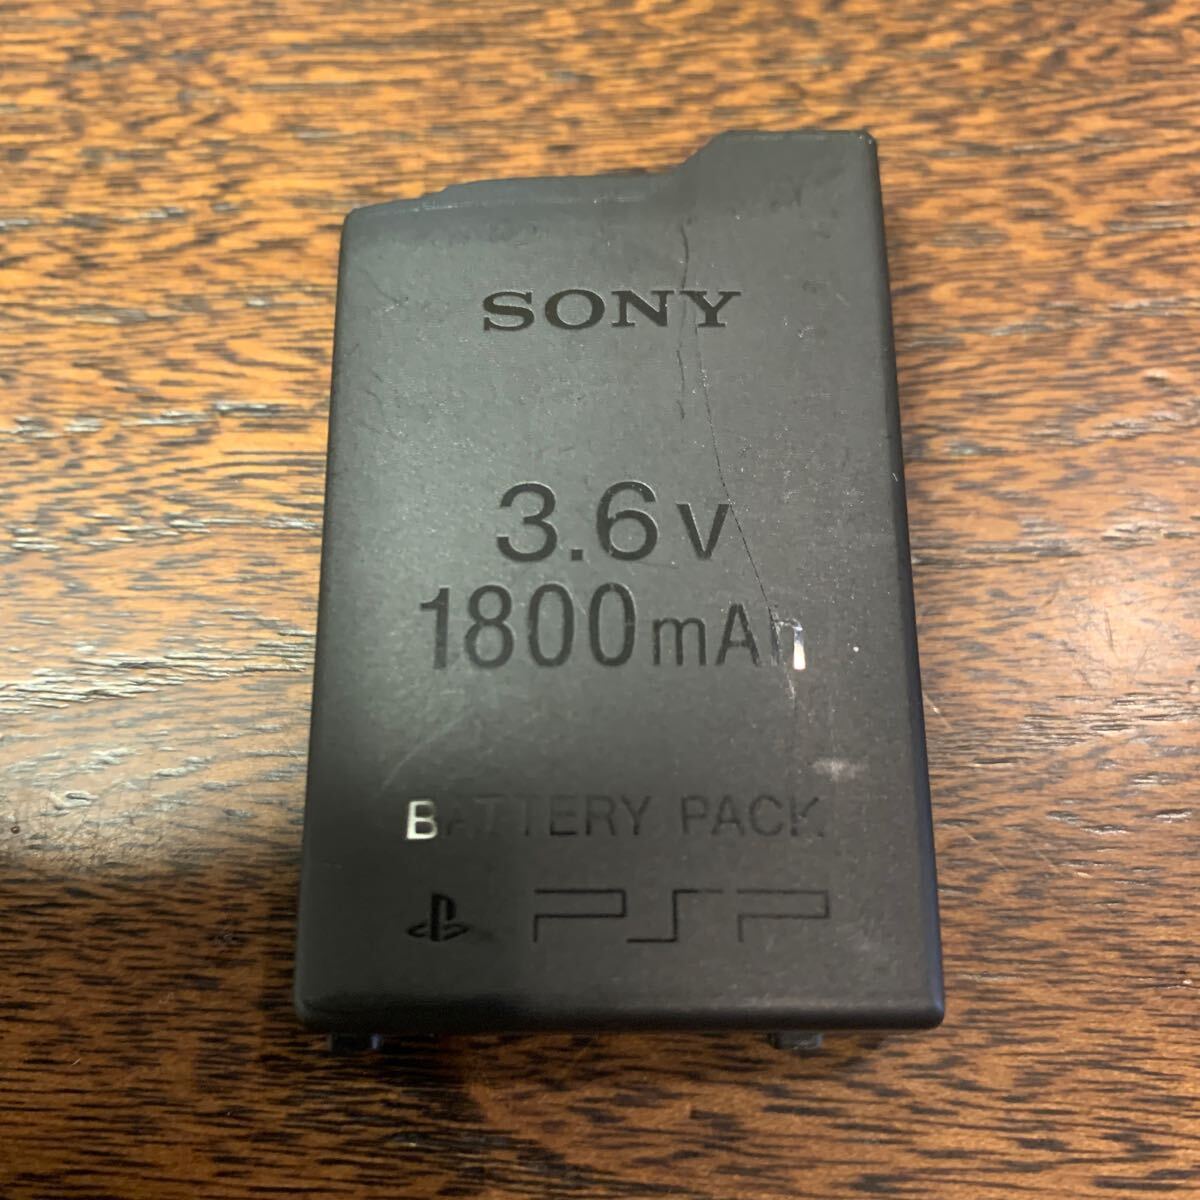 SONY
3.6V
1800mAh
BATTERY PACK
PSP